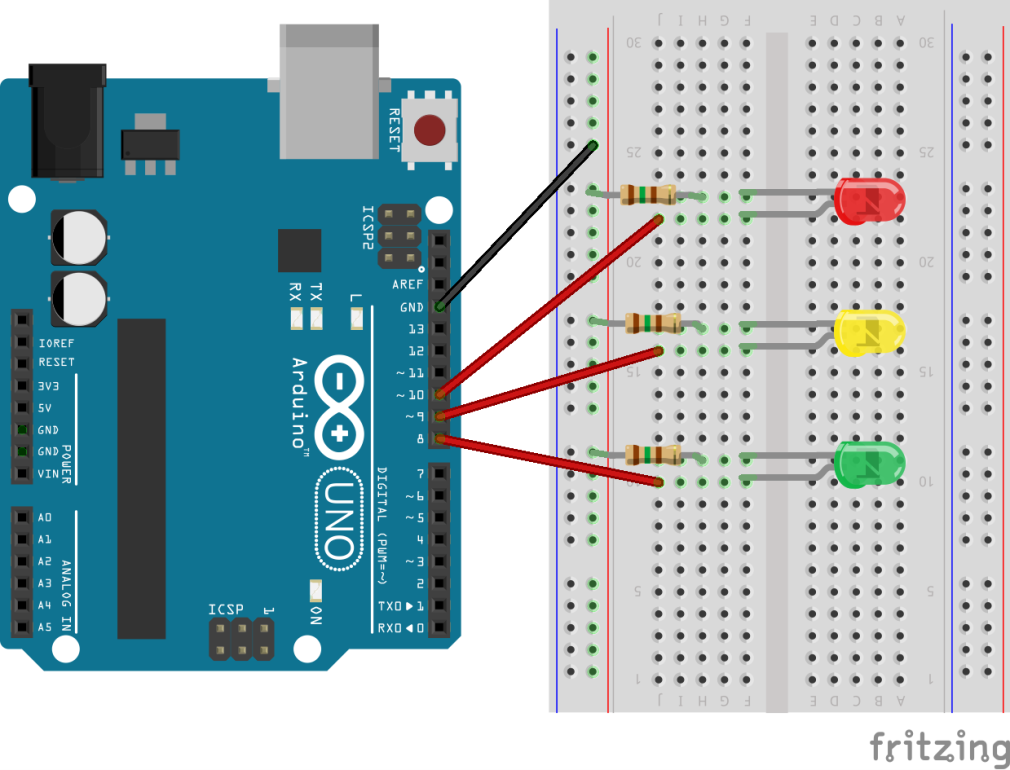 RESET
ICSP2
AREF
GND
13
12
~11
~10
~9
8
7
~6
~5
4
~3
2
TX0▶1
RX0◀0
DIGITAL (PWM=~)
RX
TX
L
Arduino™
UNO
ON
ICSP
1
IOREF
RESET
3V3
5V
GND
GND
VIN
POWER
A0
A1
A2
A3
A4
A5
ANALOG IN
J I H G F E D C B A
30 30
25 25
20 20
15 15
10 10
5 5
1 1
J I H G F E D C B A
fritzing